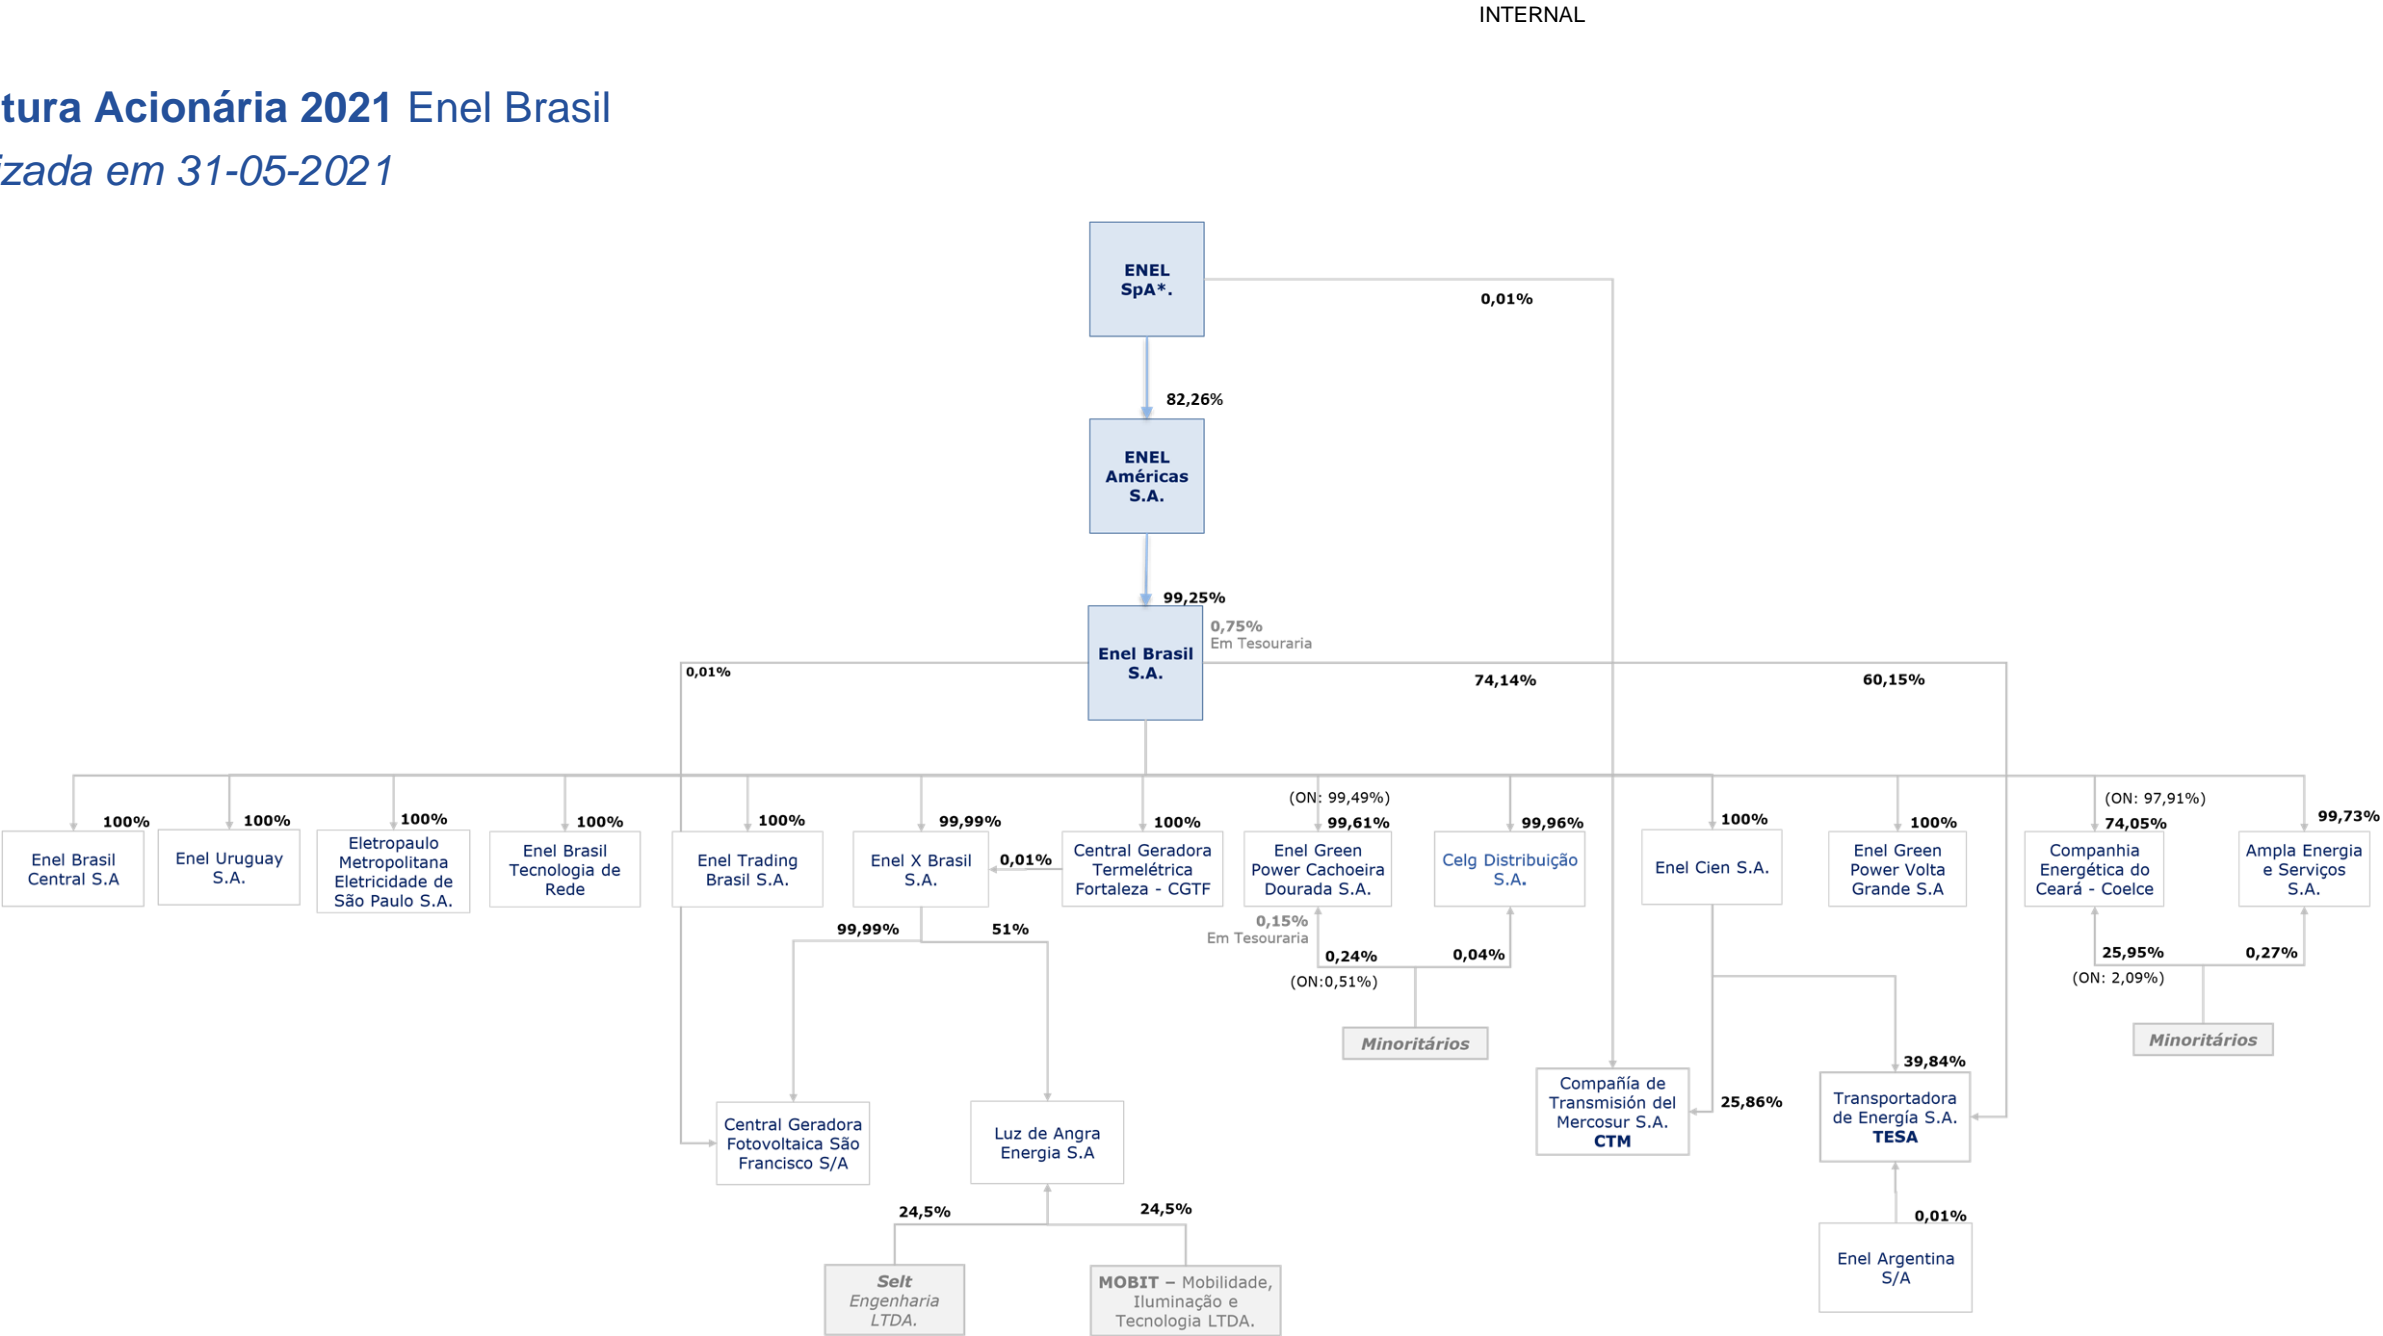 INTERNAL
tura Acionária 2021 Enel Brasil
izada em 31-05-2021
ENEL
SpA*.
0,01%
82,26%
ENEL
Américas
S.A.
99,25%
0,75%
Em Tesouraria
Enel Brasil
S.A.
0,01%
74,14%
60,15%
(ON: 99,49%)
(ON: 97,91%)
100%
100%
100%
100%
100%
99,99%
100%
99,61%
99,96%
100%
100%
74,05%
99,73%
Enel Brasil
Central S.A
Enel Uruguay
S.A.
Eletropaulo
Metropolitana
Eletricidade de
São Paulo S.A.
Enel Brasil
Tecnologia de
Rede
Enel Trading
Brasil S.A.
Enel X Brasil
S.A.
0,01%
Central Geradora
Termelétrica
Fortaleza - CGTF
Enel Green
Power Cachoeira
Dourada S.A.
Celg Distribuição
S.A.
Enel Cien S.A.
Enel Green
Power Volta
Grande S.A
Companhia
Energética do
Ceará - Coelce
Ampla Energia
e Serviços
S.A.
99,99%
51%
0,15%
Em Tesouraria
0,24%
0,04%
(ON:0,51%)
25,95%
0,27%
(ON: 2,09%)
Minoritários
Minoritários
39,84%
25,86%
Central Geradora
Fotovoltaica São
Francisco S/A
Luz de Angra
Energia S.A
Compañía de
Transmisión del
Mercosur S.A.
CTM
Transportadora
de Energía S.A.
TESA
24,5%
24,5%
0,01%
Selt
Engenharia
LTDA.
MOBIT – Mobilidade,
Iluminação e
Tecnologia LTDA.
Enel Argentina
S/A